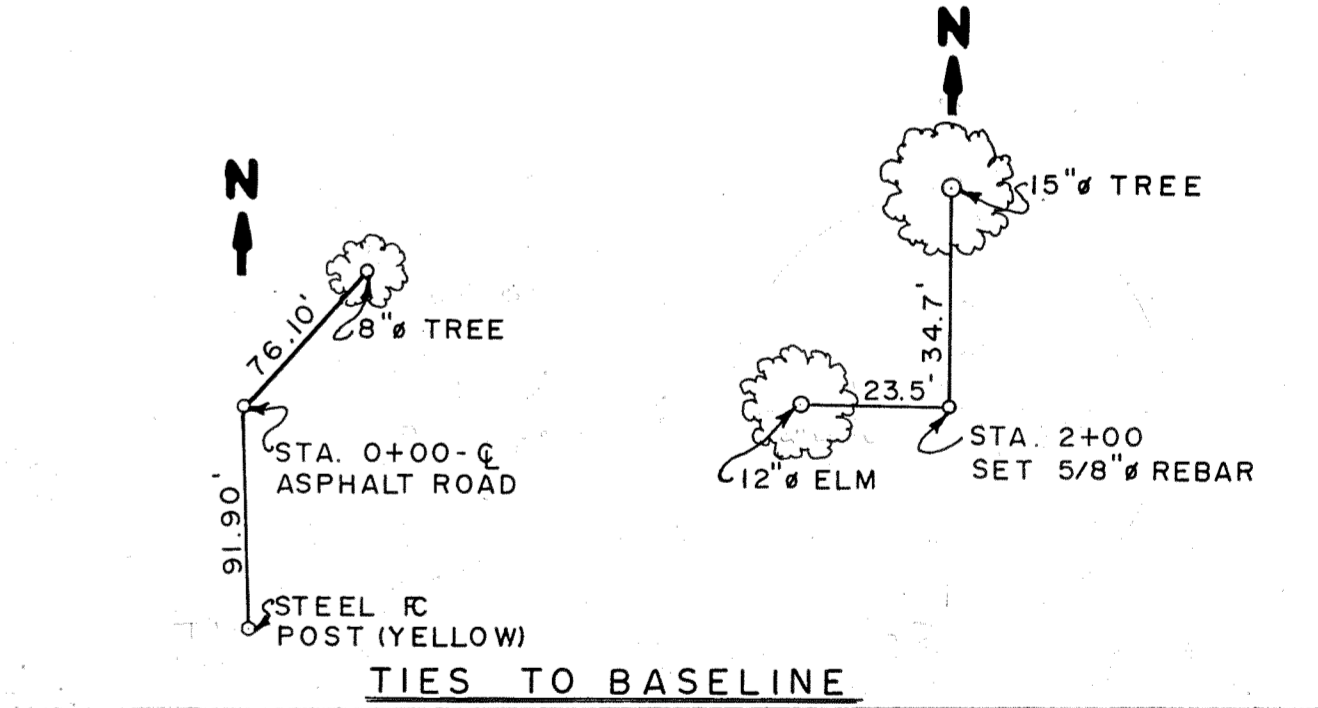 N
76.10'
8"ø TREE
STA. 0+00-℄
ASPHALT ROAD
91.90'
STEEL FC
POST (YELLOW)
N
15"ø TREE
34.7'
23.5'
12"ø ELM
STA. 2+00
SET 5/8"ø REBAR
TIES TO BASELINE